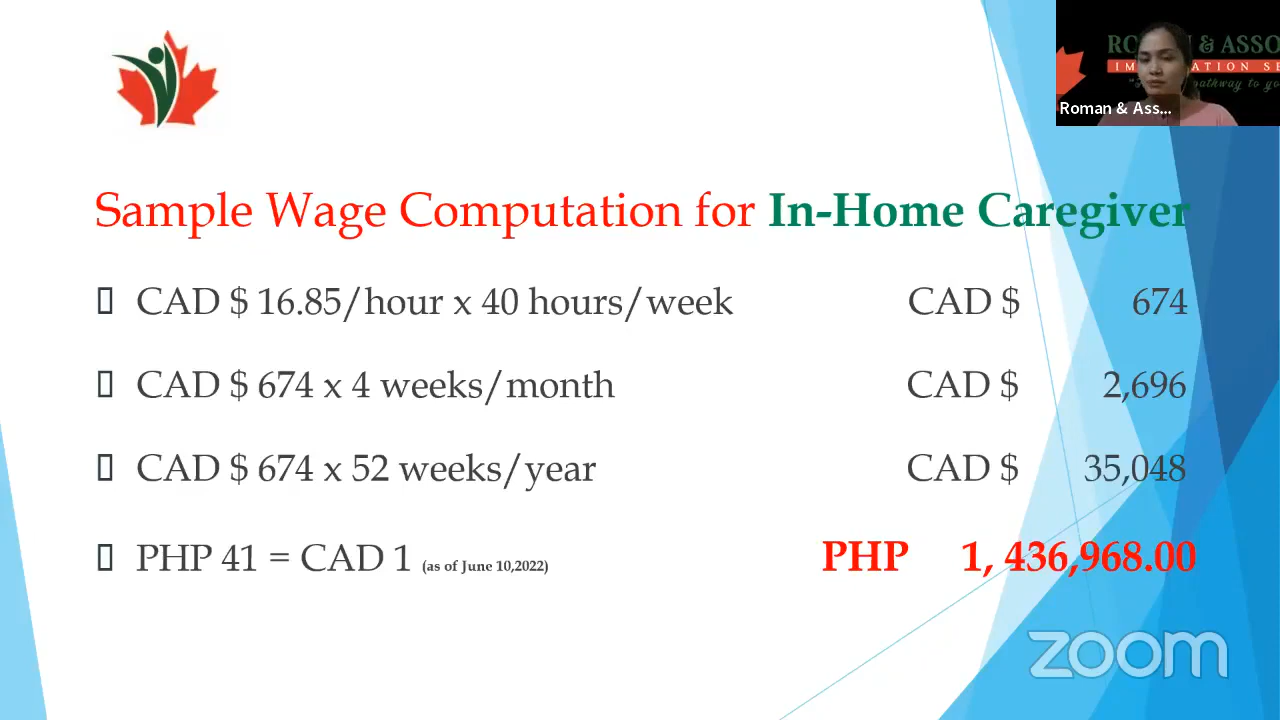 Roman & Ass...
Sample Wage Computation for In-Home Caregiver
CAD $ 16.85/hour x 40 hours/week CAD $ 674
CAD $ 674 x 4 weeks/month CAD $ 2,696
CAD $ 674 x 52 weeks/year CAD $ 35,048
PHP 41 = CAD 1 (as of June 10,2022) PHP 1, 436,968.00
zoom